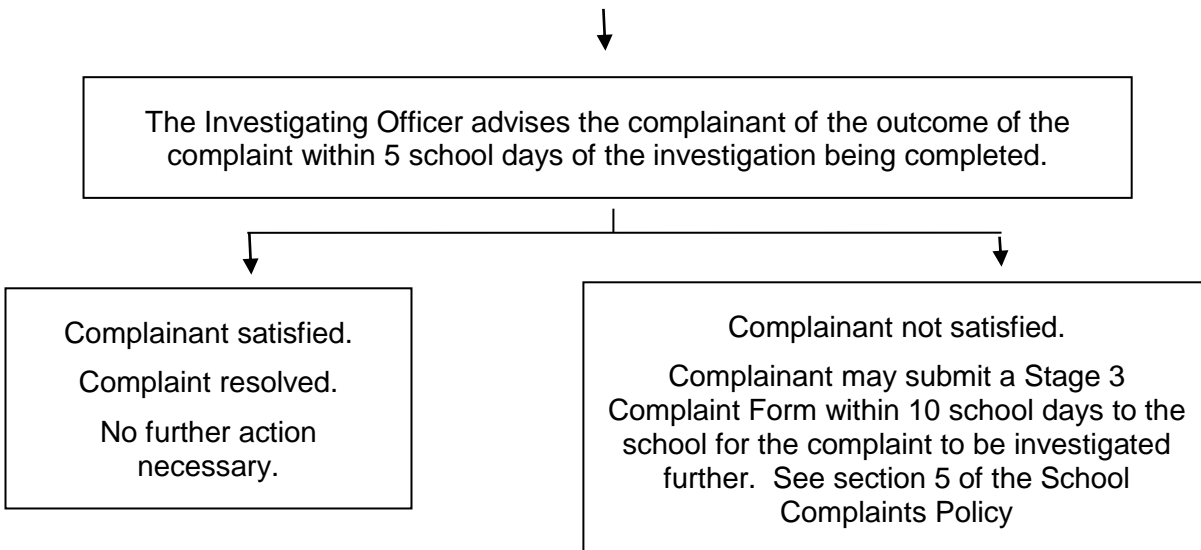 The Investigating Officer advises the complainant of the outcome of the
complaint within 5 school days of the investigation being completed.
Complainant satisfied.
Complaint resolved.
No further action
necessary.
Complainant not satisfied.
Complainant may submit a Stage 3
Complaint Form within 10 school days to the
school for the complaint to be investigated
further.  See section 5 of the School
Complaints Policy